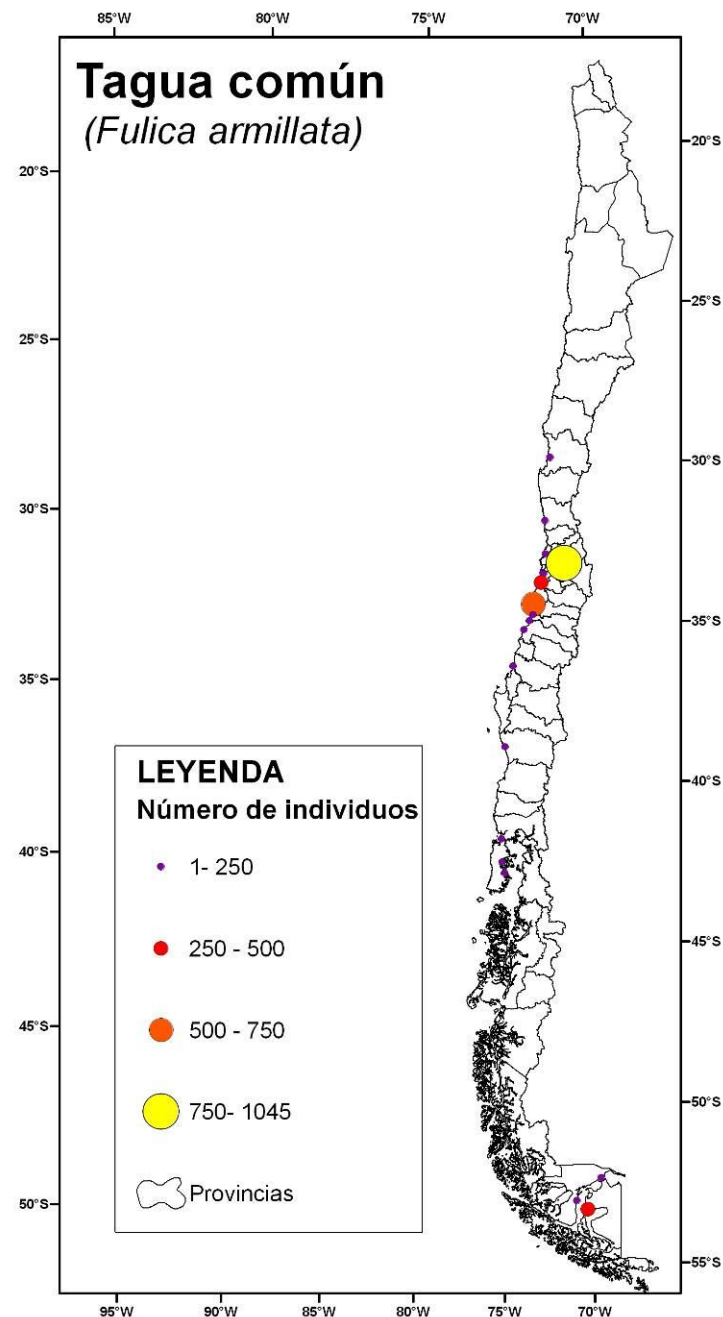 85°W 80°W 75°W 70°W
Tagua común
(Fulica armillata)
20°S
25°S
30°S
35°S
40°S
45°S
50°S
20°S
25°S
30°S
35°S
40°S
45°S
50°S
55°S
LEYENDA
Número de individuos
1- 250
250 - 500
500 - 750
750- 1045
Provincias
95°W 90°W 85°W 80°W 75°W 70°W